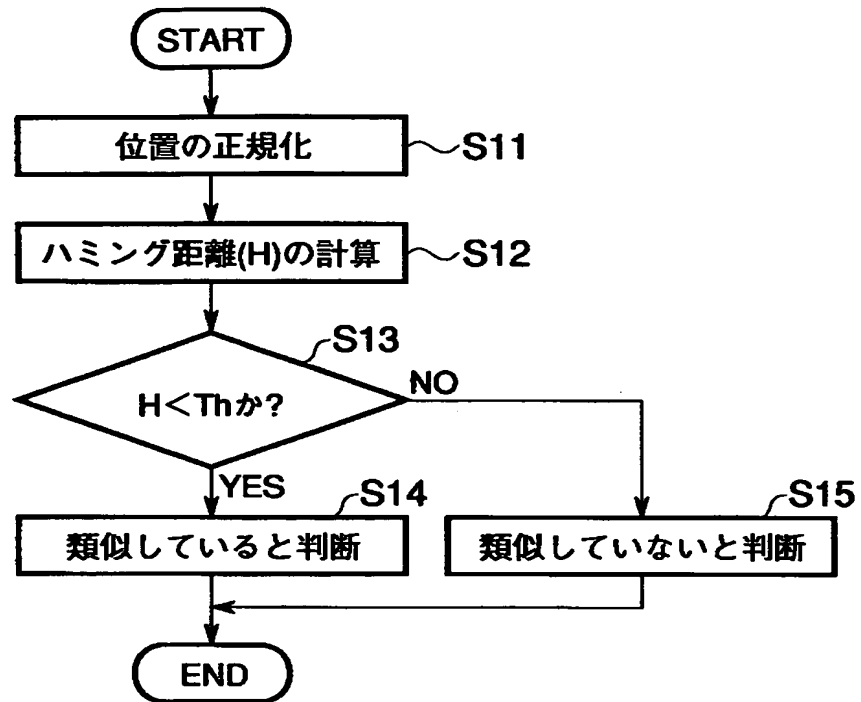 START
位置の正規化
S11
ハミング距離(H)の計算
S12
S13
H<Thか?
NO
YES
S14
類似していると判断
S15
類似していないと判断
END